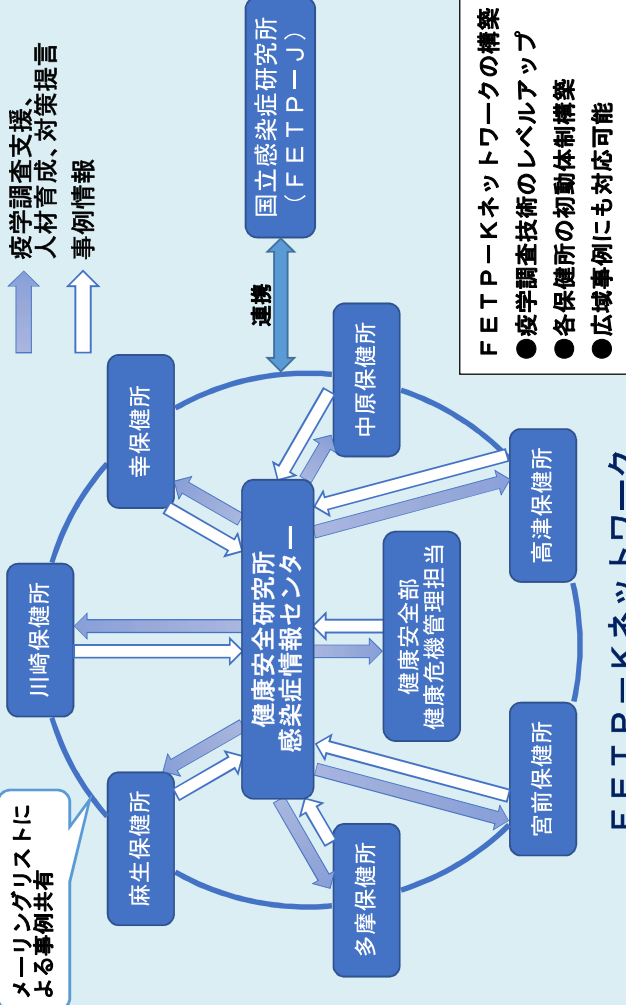 メーリングリストに
よる事例共有
疫学調査支援、
人材育成、対策提言
事例情報
川崎保健所
幸保健所
麻生保健所
健康安全研究所
感染症情報センター
連携
国立感染症研究所
（ＦＥＴＰ－Ｊ）
中原保健所
多摩保健所
健康安全部
健康危機管理担当
高津保健所
宮前保健所
ＦＥＴＰ－Ｋネットワークの構築
●疫学調査技術のレベルアップ
●各保健所の初動体制構築
●広域事例にも対応可能
ＦＥＴＰ－Ｋネットワーク